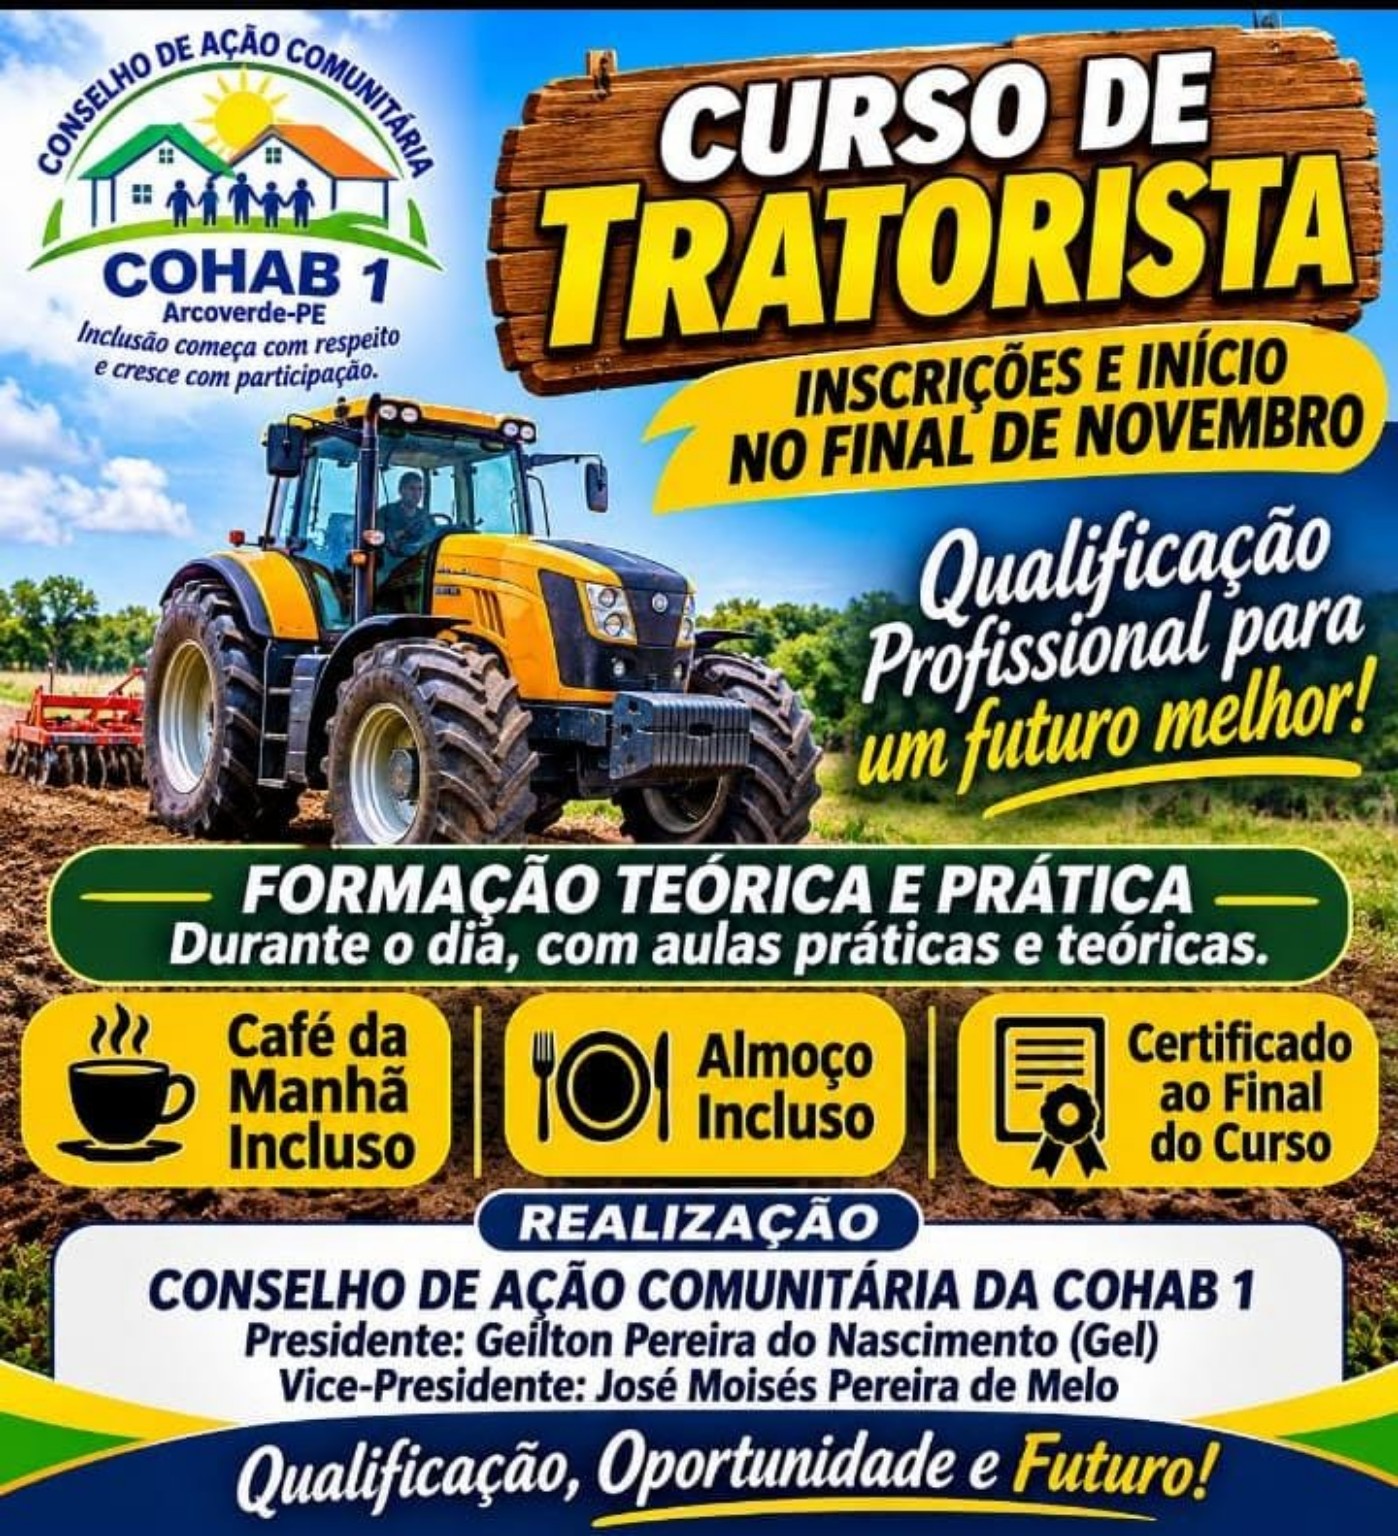 CONSELHO DE AÇÃO COMUNITÁRIA
COHAB 1
Arcoverde-PE
Inclusão começa com respeito
e cresce com participação.
CURSO DE
TRATORISTA
INSCRIÇÕES E INÍCIO
NO FINAL DE NOVEMBRO
Qualificação
Profissional para
um futuro melhor!
FORMAÇÃO TEÓRICA E PRÁTICA
Durante o dia, com aulas práticas e teóricas.
Café da
Manhã
Incluso
Almoço
Incluso
Certificado
ao Final
do Curso
REALIZAÇÃO
CONSELHO DE AÇÃO COMUNITÁRIA DA COHAB 1
Presidente: Geilton Pereira do Nascimento (Gel)
Vice-Presidente: José Moisés Pereira de Melo
Qualificação, Oportunidade e Futuro!